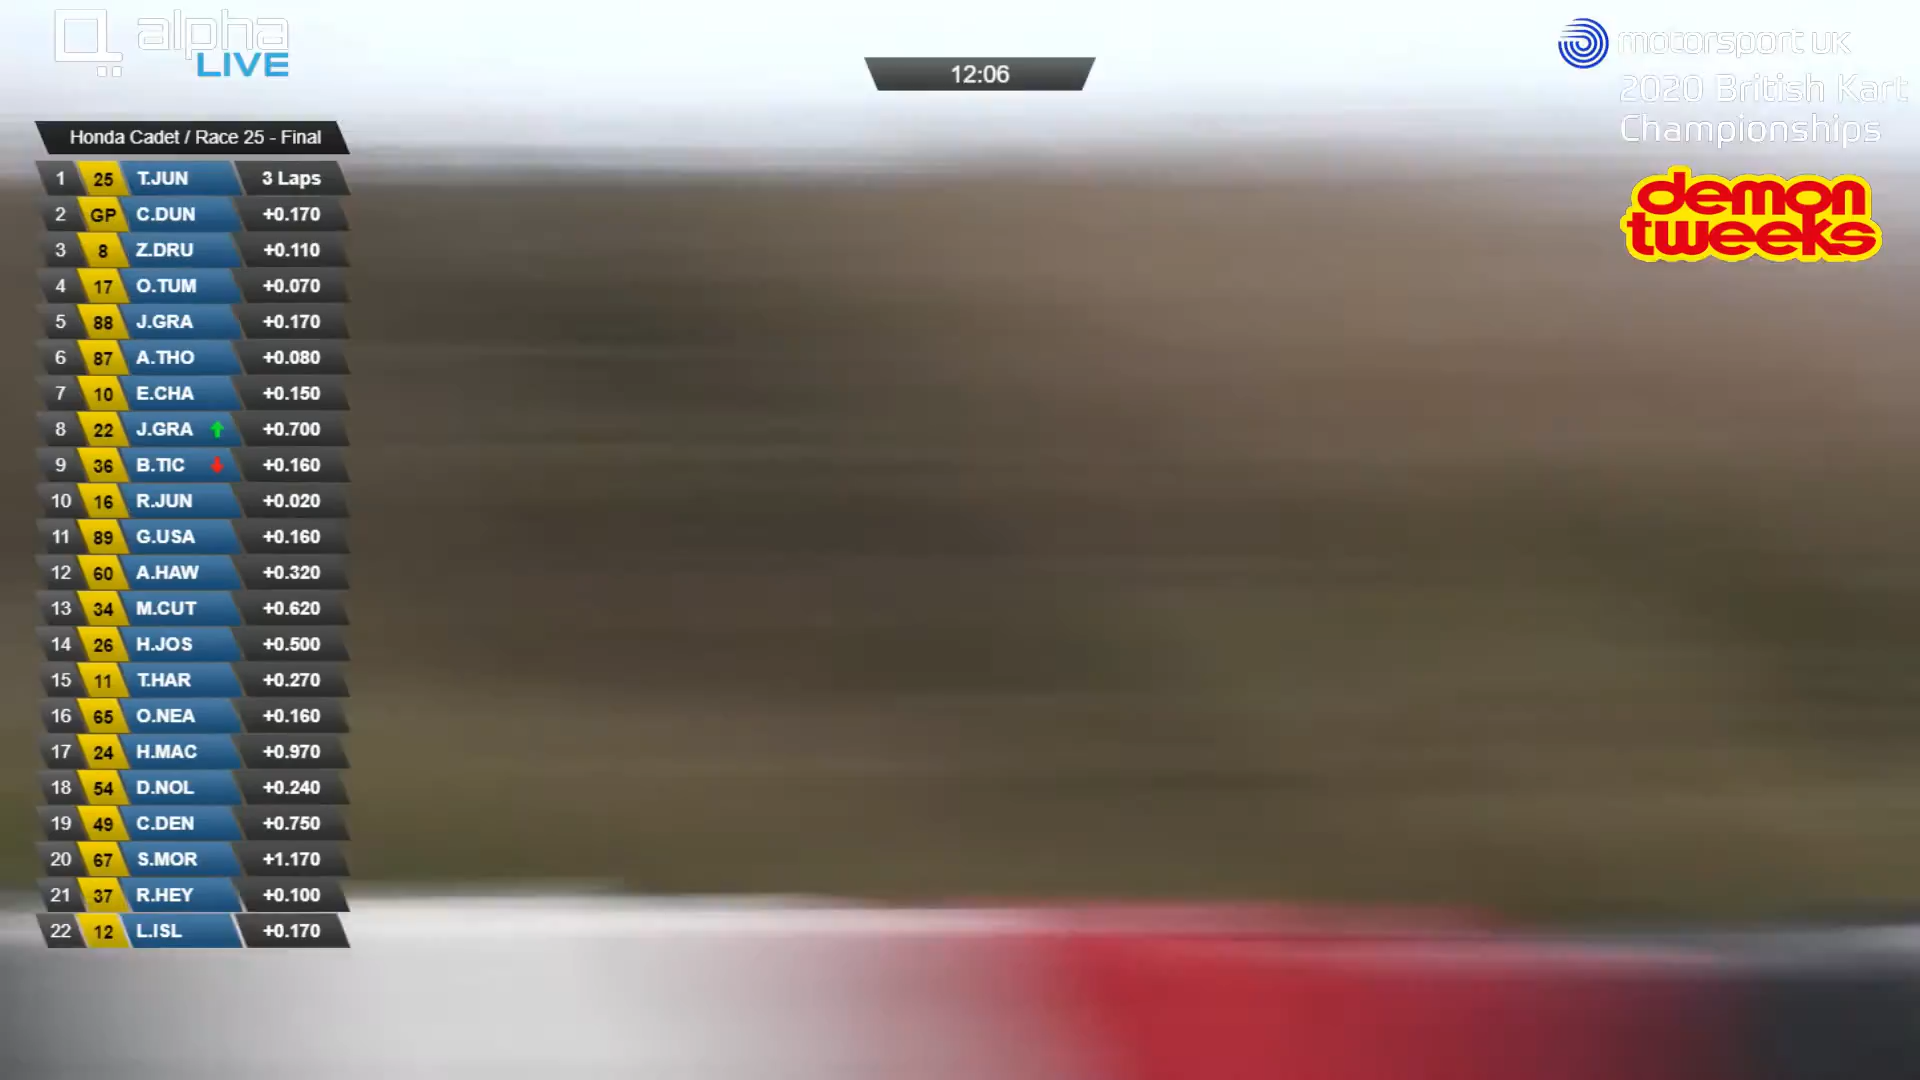 alpha
LIVE
12:06
motorsport UK
2020 British Kart
Championships
demon
tweeks
Honda Cadet / Race 25 - Final
1 25 T.JUN 3 Laps
2 GP C.DUN +0.170
3 8 Z.DRU +0.110
4 17 O.TUM +0.070
5 88 J.GRA +0.170
6 87 A.THO +0.080
7 10 E.CHA +0.150
8 22 J.GRA +0.700
9 36 B.TIC +0.160
10 16 R.JUN +0.020
11 89 G.USA +0.160
12 60 A.HAW +0.320
13 34 M.CUT +0.620
14 26 H.JOS +0.500
15 11 T.HAR +0.270
16 65 O.NEA +0.160
17 24 H.MAC +0.970
18 54 D.NOL +0.240
19 49 C.DEN +0.750
20 67 S.MOR +1.170
21 37 R.HEY +0.100
22 12 L.ISL +0.170